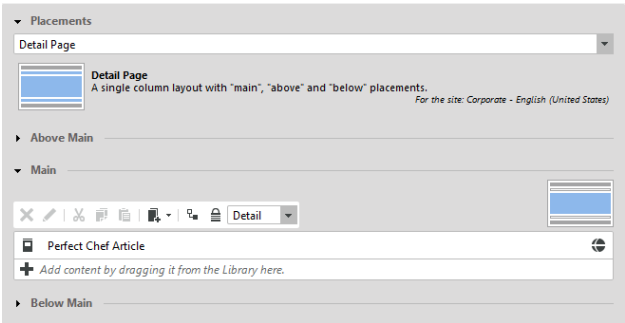 Placements
Detail Page
Detail Page
A single column layout with "main", "above" and "below" placements.
For the site: Corporate - English (United States)
Above Main
Main
Detail
Perfect Chef Article
Add content by dragging it from the Library here.
Below Main